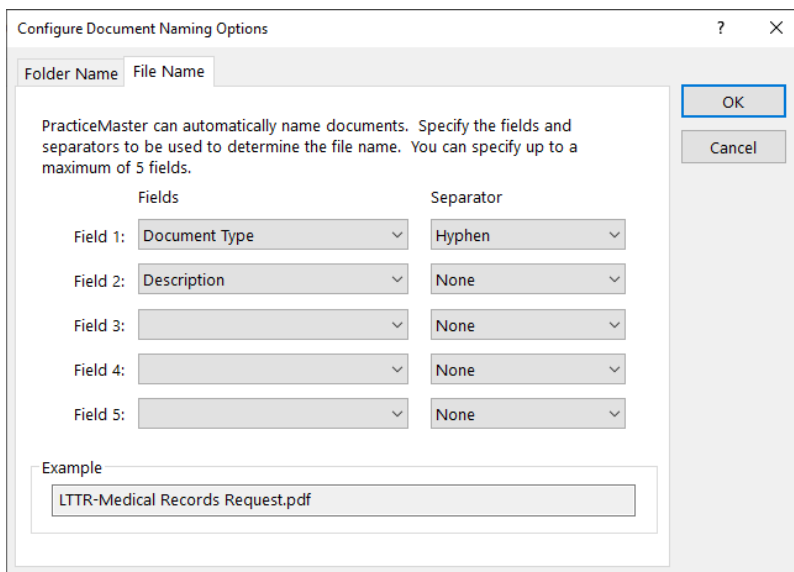 Configure Document Naming Options
?
Folder Name
File Name
OK
Cancel
PracticeMaster can automatically name documents. Specify the fields and
separators to be used to determine the file name. You can specify up to a
maximum of 5 fields.
Fields Separator
Field 1: Document Type Hyphen
Field 2: Description None
Field 3: None
Field 4: None
Field 5: None
Example
LTTR-Medical Records Request.pdf